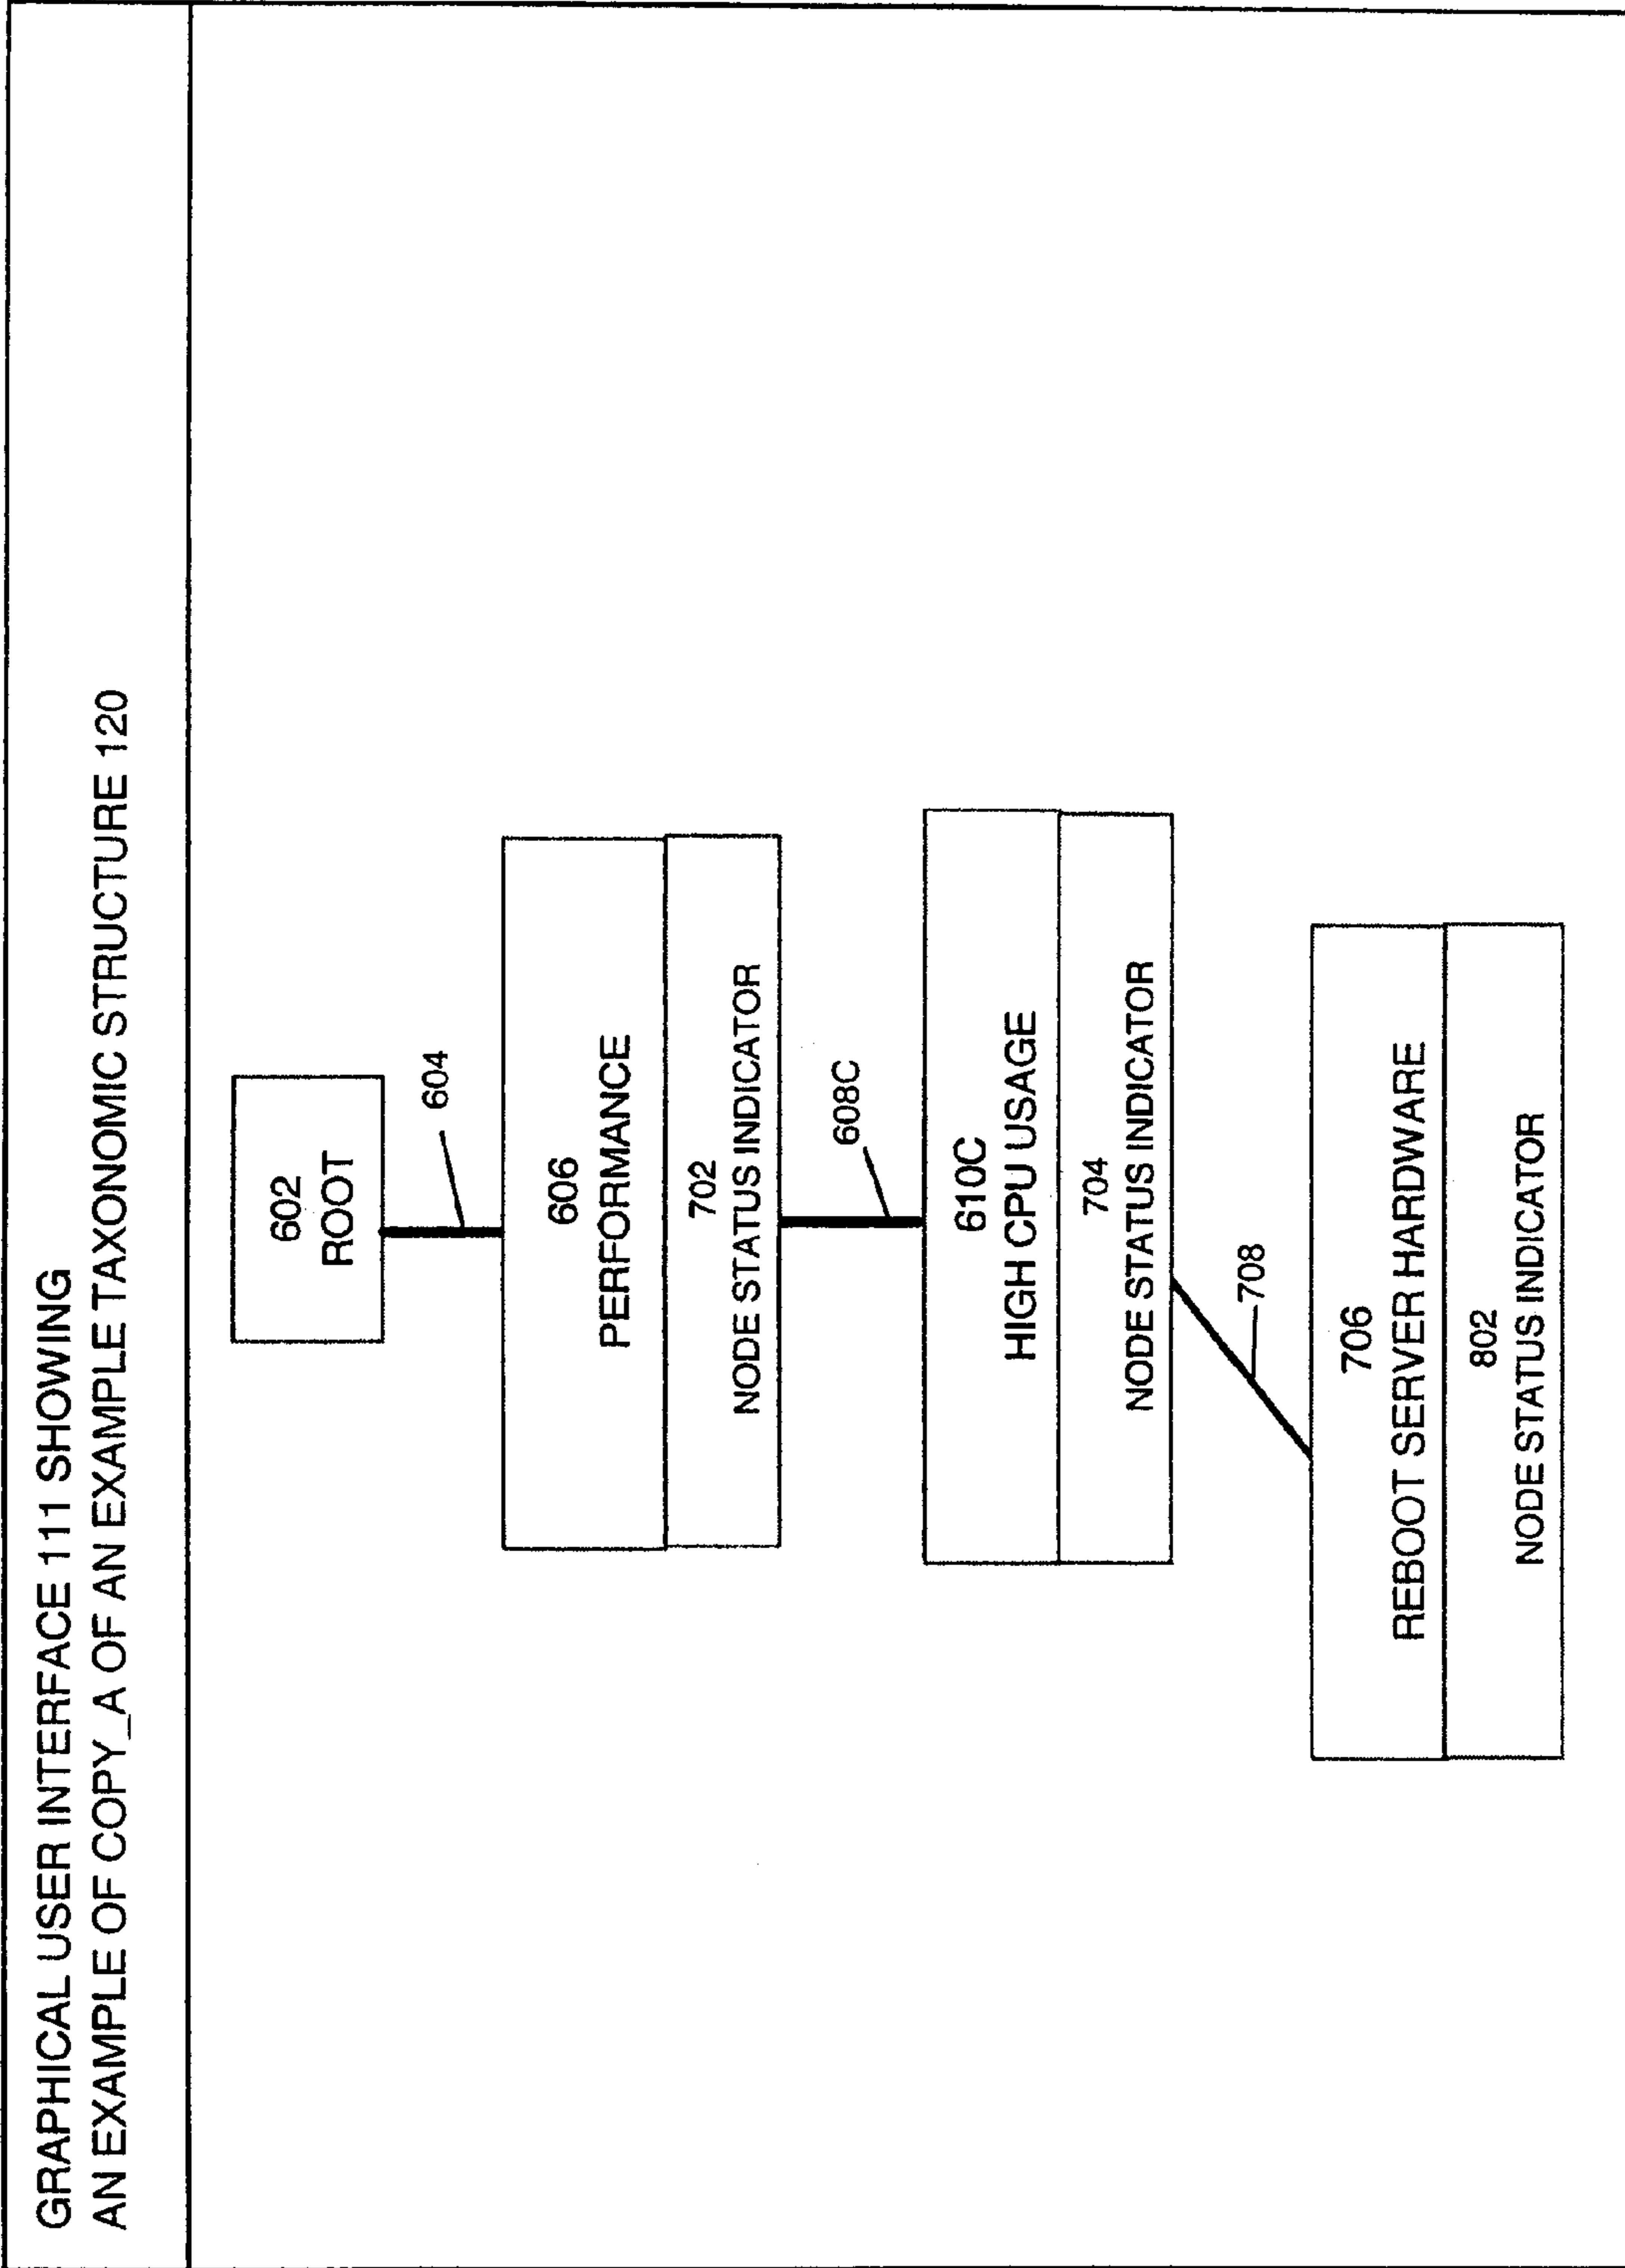 GRAPHICAL USER INTERFACE 111 SHOWING
AN EXAMPLE OF COPY_A OF AN EXAMPLE TAXONOMIC STRUCTURE 120
602
ROOT
604
606
PERFORMANCE
702
NODE STATUS INDICATOR
608C
610C
HIGH CPU USAGE
704
NODE STATUS INDICATOR
708
706
REBOOT SERVER HARDWARE
802
NODE STATUS INDICATOR